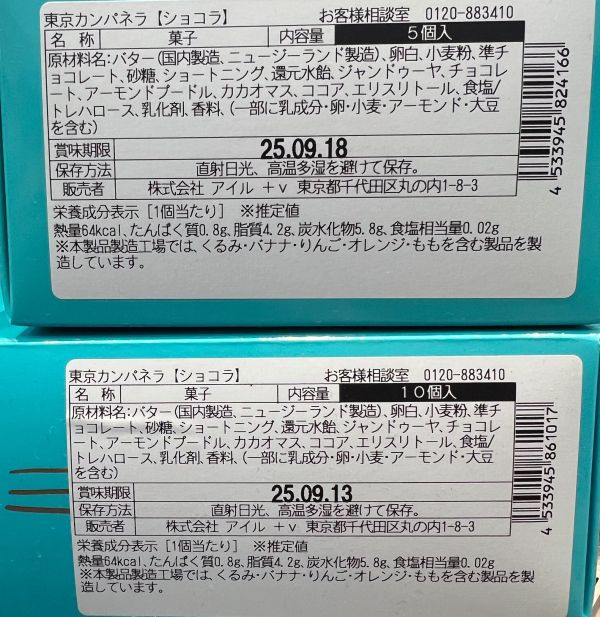 東京カンパネラ【ショコラ】 お客様相談室 0120-883410
名 称 菓子 内容量 5個入
原材料名:バター(国内製造、ニュージーランド製造)、卵白、小麦粉、準チ
ョコレート、砂糖、ショートニング、還元水飴、ジャンドゥーヤ、チョコレ
ート、アーモンドプードル、カカオマス、ココア、エリスリトール、食塩/
トレハロース、乳化剤、香料、(一部に乳成分・卵・小麦・アーモンド・大豆
を含む)
賞味期限 25.09.18
保存方法 直射日光、高温多湿を避けて保存。
販売者 株式会社 アイル +v 東京都千代田区丸の内1-8-3
栄養成分表示[1個当たり] ※推定値
熱量64kcal、たんぱく質0.8g、脂質4.2g、炭水化物5.8g、食塩相当量0.02g
※本製品製造工場では、くるみ・バナナ・りんご・オレンジ・ももを含む製品を製
造しています。
4 533945 824166
東京カンパネラ【ショコラ】 お客様相談室 0120-883410
名 称 菓子 内容量 10個入
原材料名:バター(国内製造、ニュージーランド製造)、卵白、小麦粉、準チ
ョコレート、砂糖、ショートニング、還元水飴、ジャンドゥーヤ、チョコレ
ート、アーモンドプードル、カカオマス、ココア、エリスリトール、食塩/
トレハロース、乳化剤、香料、(一部に乳成分・卵・小麦・アーモンド・大豆
を含む)
賞味期限 25.09.13
保存方法 直射日光、高温多湿を避けて保存。
販売者 株式会社 アイル +v 東京都千代田区丸の内1-8-3
栄養成分表示[1個当たり] ※推定値
熱量64kcal、たんぱく質0.8g、脂質4.2g、炭水化物5.8g、食塩相当量0.02g
※本製品製造工場では、くるみ・バナナ・りんご・オレンジ・ももを含む製品を製
造しています。
4 533945 861017